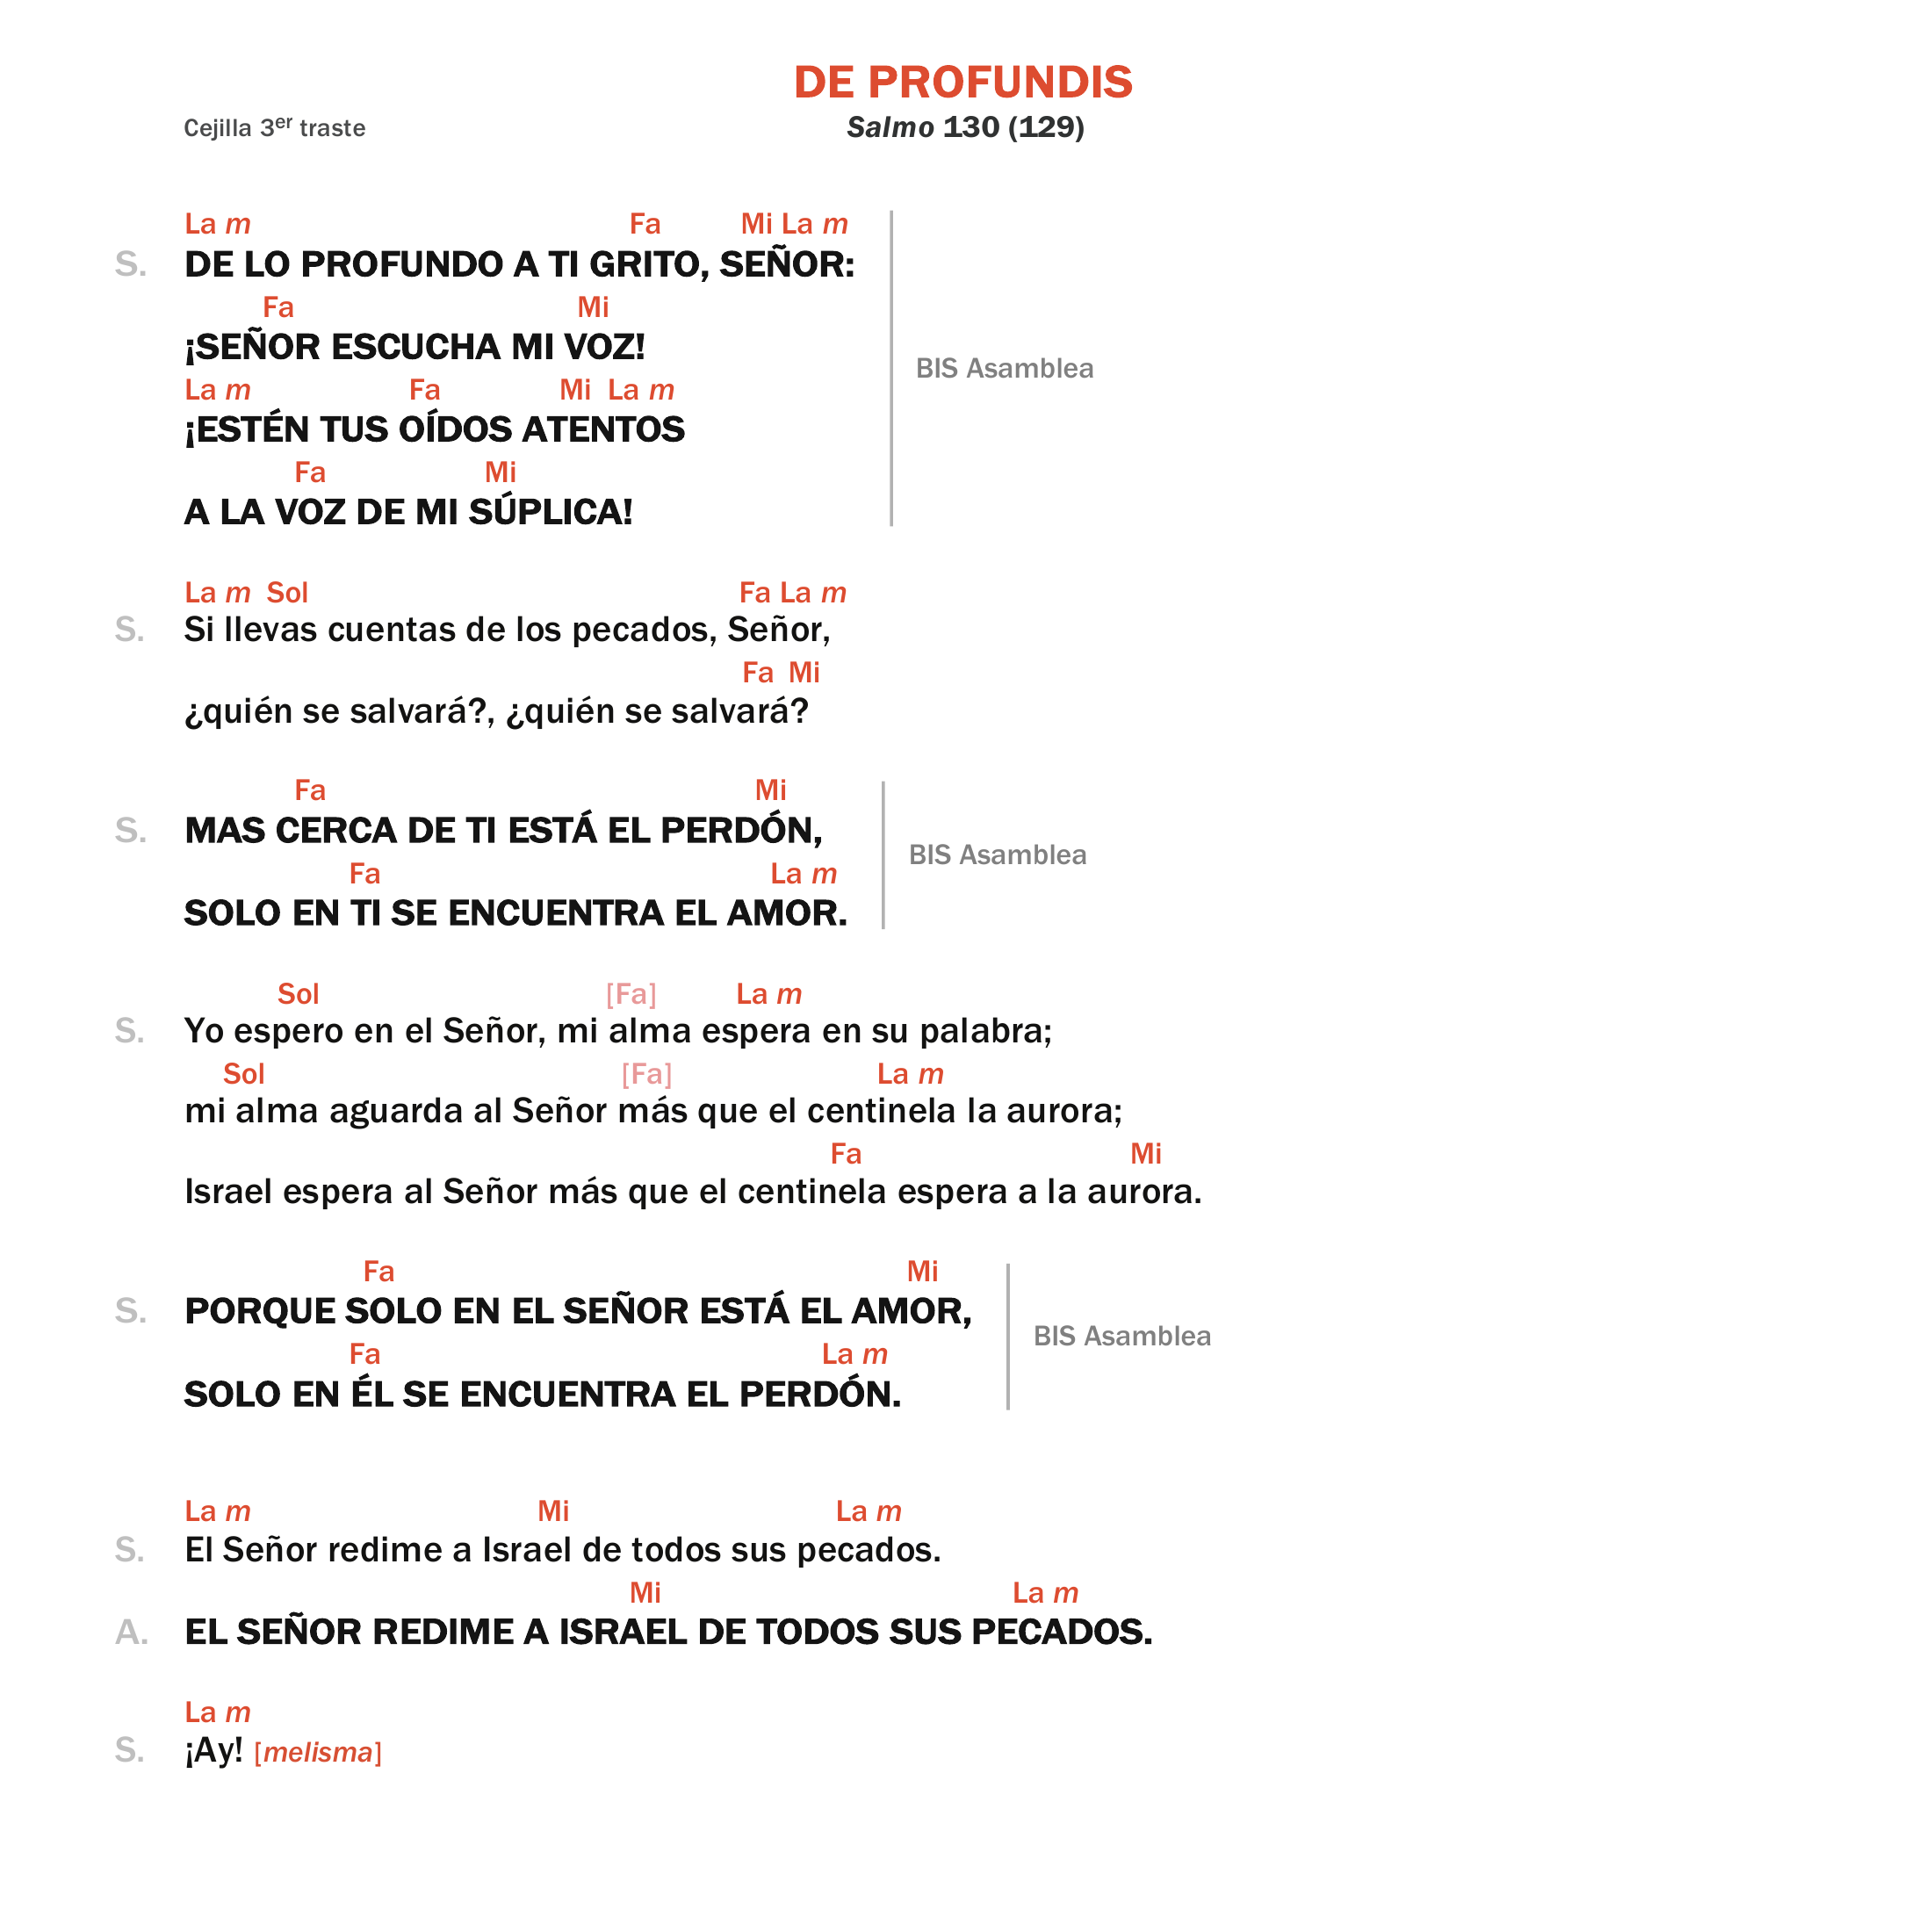 DE PROFUNDIS
Cejilla 3er traste
Salmo 130 (129)
La m Fa Mi La m
S. DE LO PROFUNDO A TI GRITO, SEÑOR:
Fa Mi
¡SEÑOR ESCUCHA MI VOZ!
BIS Asamblea
La m Fa Mi La m
¡ESTÉN TUS OÍDOS ATENTOS
Fa Mi
A LA VOZ DE MI SÚPLICA!
La m Sol Fa La m
S. Si llevas cuentas de los pecados, Señor,
Fa Mi
¿quién se salvará?, ¿quién se salvará?
Fa Mi
S. MAS CERCA DE TI ESTÁ EL PERDÓN,
BIS Asamblea
Fa La m
SOLO EN TI SE ENCUENTRA EL AMOR.
Sol [Fa] La m
S. Yo espero en el Señor, mi alma espera en su palabra;
Sol [Fa] La m
mi alma aguarda al Señor más que el centinela la aurora;
Fa Mi
Israel espera al Señor más que el centinela espera a la aurora.
Fa Mi
S. PORQUE SOLO EN EL SEÑOR ESTÁ EL AMOR,
BIS Asamblea
Fa La m
SOLO EN ÉL SE ENCUENTRA EL PERDÓN.
La m Mi La m
S. El Señor redime a Israel de todos sus pecados.
Mi La m
A. EL SEÑOR REDIME A ISRAEL DE TODOS SUS PECADOS.
La m
S. ¡Ay! [melisma]